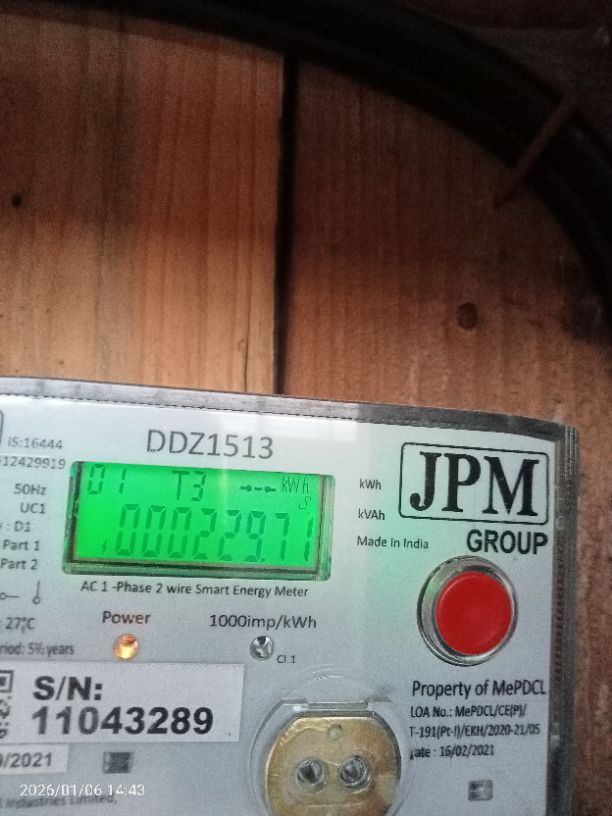 IS:16444
12429919
DDZ1513
JPM
GROUP
50Hz
UC1
: D1
Part 1
Part 2
01 T3 kWh
000229.71
kWh
kVAh
Made In India
AC 1 -Phase 2 wire Smart Energy Meter
27°C
Power
1000imp/kWh
Cl.1
riod: 5½ years
S/N:
11043289
Property of MePDCL
LOA No.: MePDCL/CE(P)/
T-191(Pt-I)/EKH/2020-21/05
ate : 16/02/2021
/2021
Industries Limited,
2026/01/06 14:43